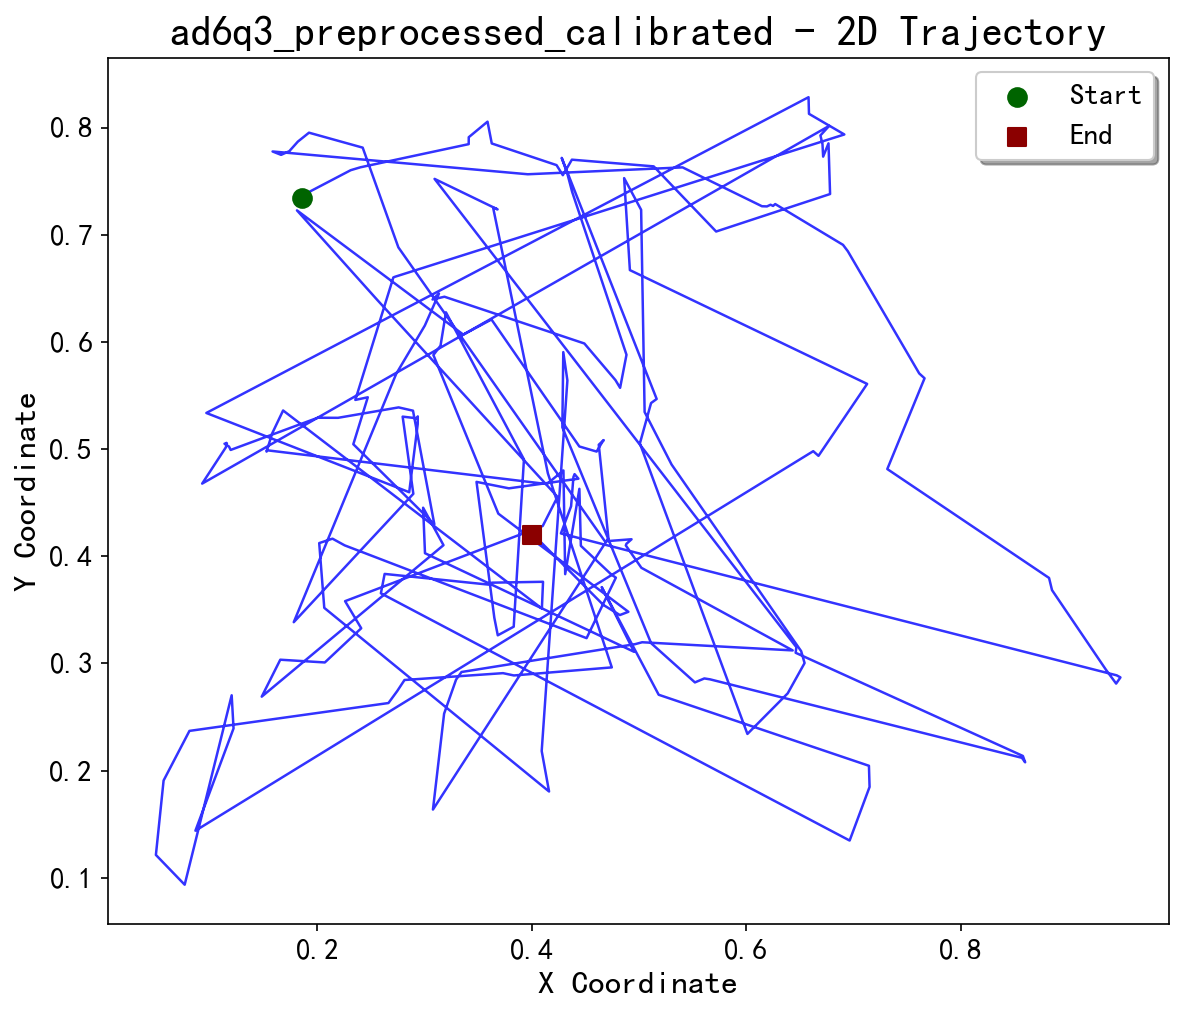 ad6q3_preprocessed_calibrated - 2D Trajectory
Start
End
Y Coordinate
0.8
0.7
0.6
0.5
0.4
0.3
0.2
0.1
0.2 0.4 0.6 0.8
X Coordinate